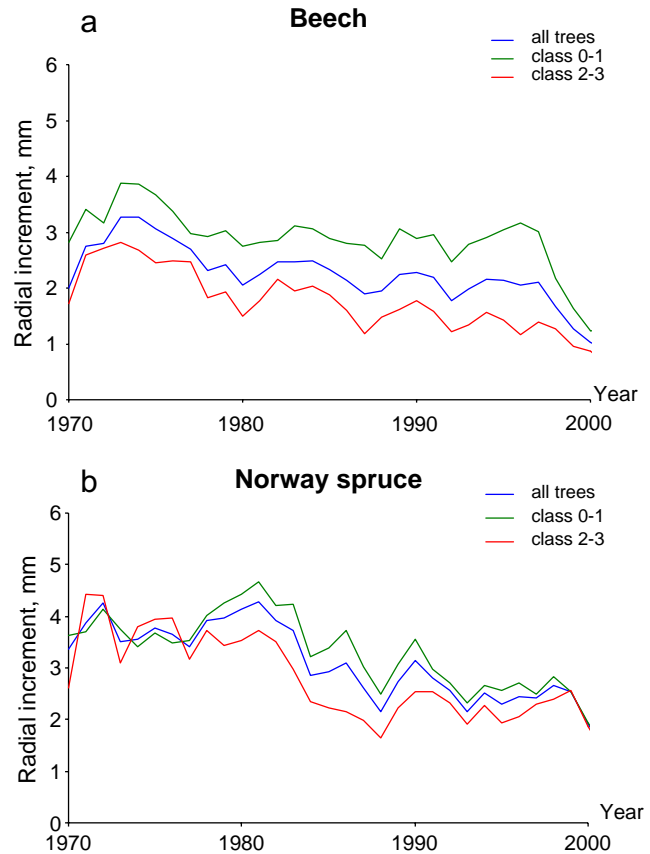 a
Beech
all trees
class 0-1
class 2-3
Radial increment, mm
6
5
4
3
2
1
0
Year
1970
1980
1990
2000
b
Norway spruce
all trees
class 0-1
class 2-3
Radial increment, mm
6
5
4
3
2
1
0
Year
1970
1980
1990
2000